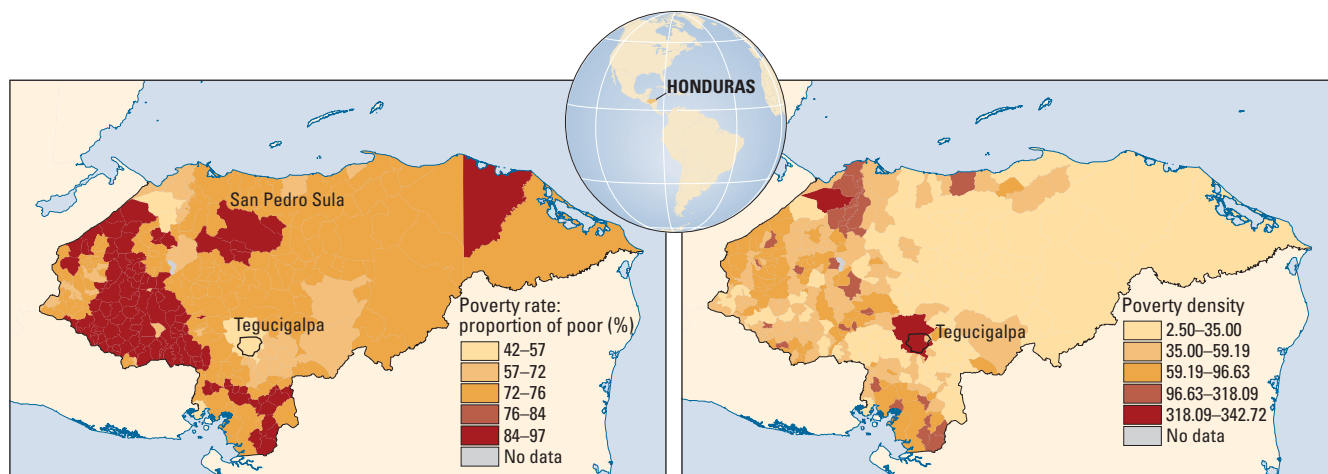 HONDURAS
San Pedro Sula
Tegucigalpa
Poverty rate:
proportion of poor (%)
42–57
57–72
72–76
76–84
84–97
No data
Tegucigalpa
Poverty density
2.50–35.00
35.00–59.19
59.19–96.63
96.63–318.09
318.09–342.72
No data